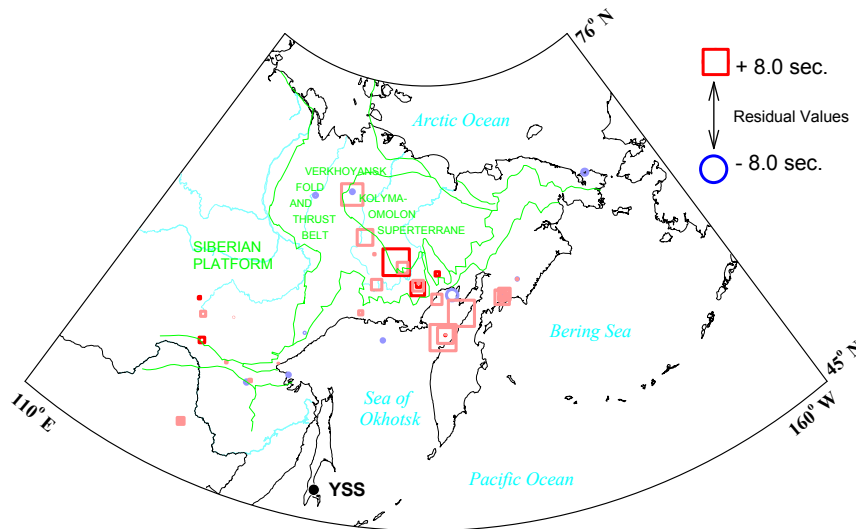 76° N
+ 8.0 sec.
Residual Values
- 8.0 sec.
Arctic Ocean
VERKHOYANSK
FOLD
AND
THRUST
BELT
KOLYMA-
OMOLON
SUPERTERRANE
SIBERIAN
PLATFORM
Bering Sea
45° N
110° E
160° W
Sea of
Okhotsk
Pacific Ocean
YSS